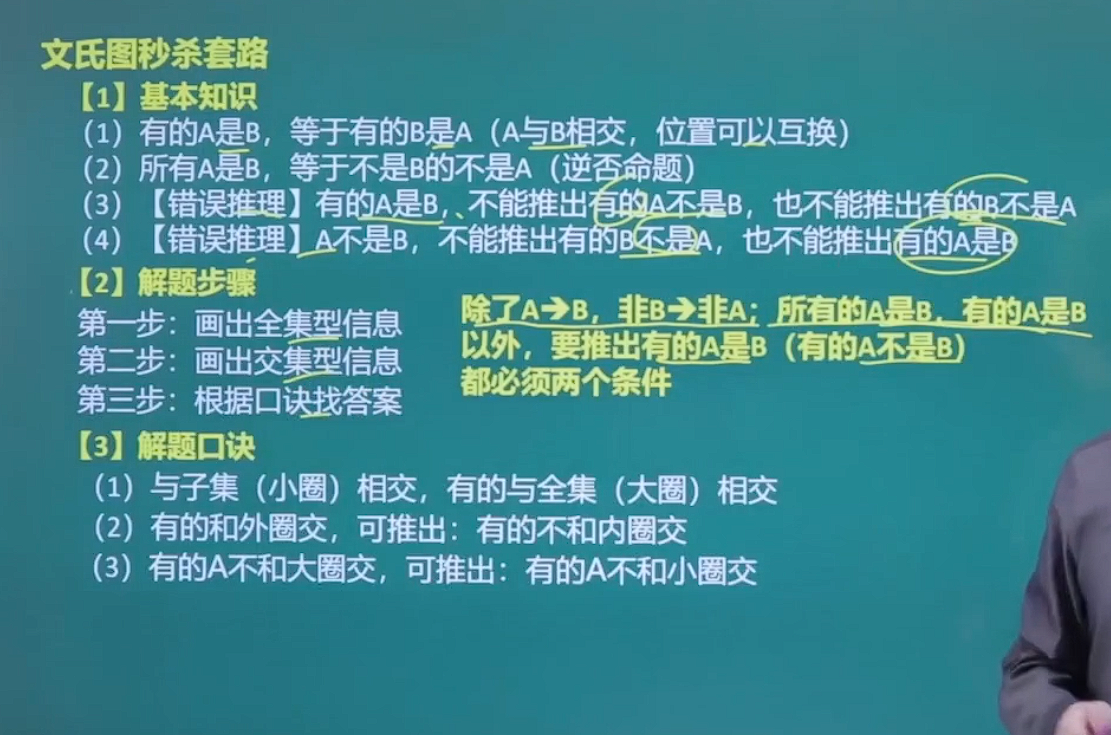 文氏图秒杀套路
【1】基本知识
（1）有的A是B，等于有的B是A（A与B相交，位置可以互换）
（2）所有A是B，等于不是B的不是A（逆否命题）
（3）【错误推理】有的A是B，、不能推出有的A不是B，也不能推出有的B不是A
（4）【错误推理】A不是B，不能推出有的B不是A，也不能推出有的A是B
【2】解题步骤
第一步：画出全集型信息
第二步：画出交集型信息
第三步：根据口诀找答案
除了A→B，非B→非A；所有的A是B，有的A是B
以外，要推出有的A是B（有的A不是B）
都必须两个条件
【3】解题口诀
（1）与子集（小圈）相交，有的与全集（大圈）相交
（2）有的和外圈交，可推出：有的不和内圈交
（3）有的A不和大圈交，可推出：有的A不和小圈交